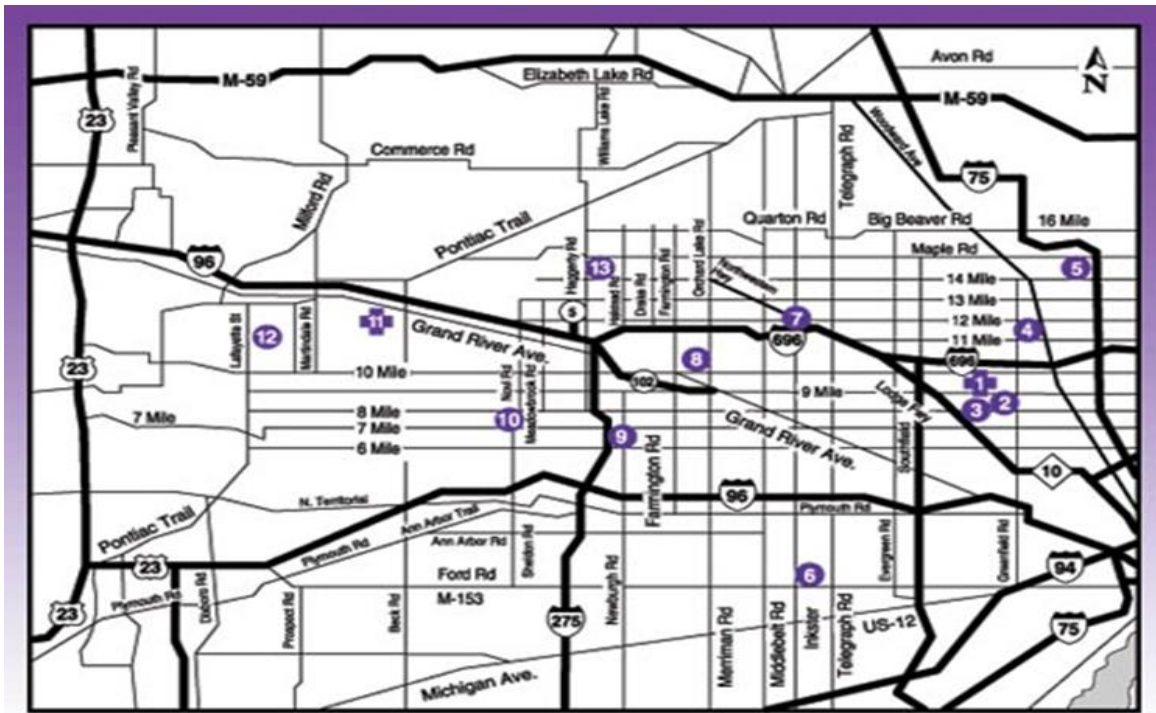 Avon Rd
N
M-59
Elizabeth Lake Rd
M-59
23
Pleasant Valley Rd
Williams Lake Rd
Woodward Ave
Commerce Rd
Telegraph Rd
75
Milford Rd
Pontiac Trail
Quarton Rd
Big Beaver Rd
16 Mile
Orchard Lake Rd
Maple Rd
96
Haggerty Rd
13
Northwestern
Hwy
5
14 Mile
Halstead Rd
Drake Rd
Farmington Rd
13 Mile
5
7
12 Mile
11
Grand River Ave.
4
12
Lafayette St
Martindale Rd
696
11 Mile
8
696
23
10 Mile
102
1
Novi Rd
Meadowbrook Rd
9 Mile
Lodge Fwy
2
3
8 Mile
7 Mile
7 Mile
10
Grand River Ave.
9
6 Mile
Southfield
Farmington Rd
10
N. Territorial
96
Plymouth Rd
Pontiac Trail
Ann Arbor Trail
Plymouth Rd
Ann Arbor Rd
Sheldon Rd
Evergreen Rd
Greenfield Rd
23
Ford Rd
6
94
Plymouth Rd
Dixboro Rd
M-153
Newburgh Rd
23
Prospect Rd
Beck Rd
275
Merriman Rd
Middlebelt Rd
Inkster
Telegraph Rd
US-12
75
Michigan Ave.